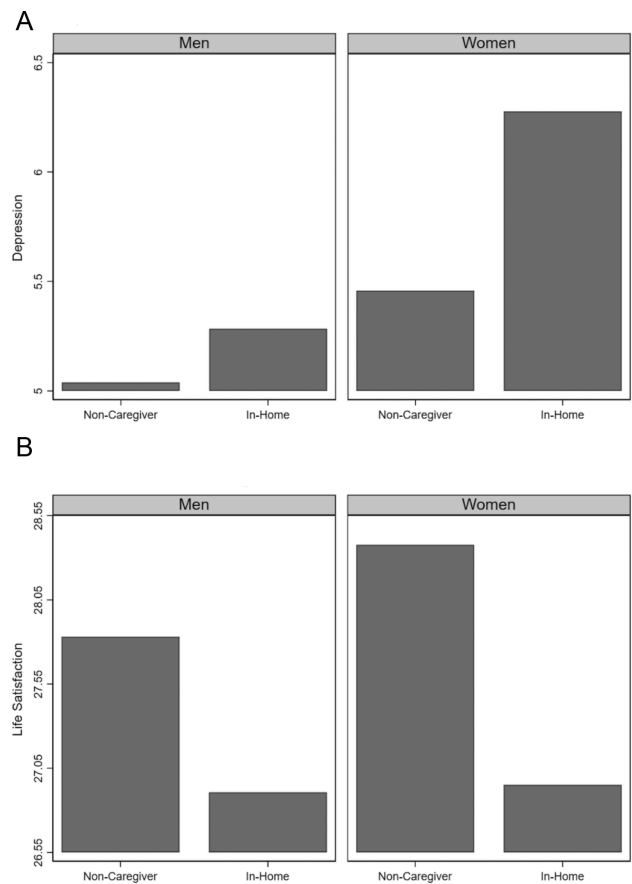 A
Men Women
6.5
6
5.5
5
Depression
Non-Caregiver In-Home Non-Caregiver In-Home
B
Men Women
28.55
28.05
27.55
27.05
26.55
Life Satisfaction
Non-Caregiver In-Home Non-Caregiver In-Home